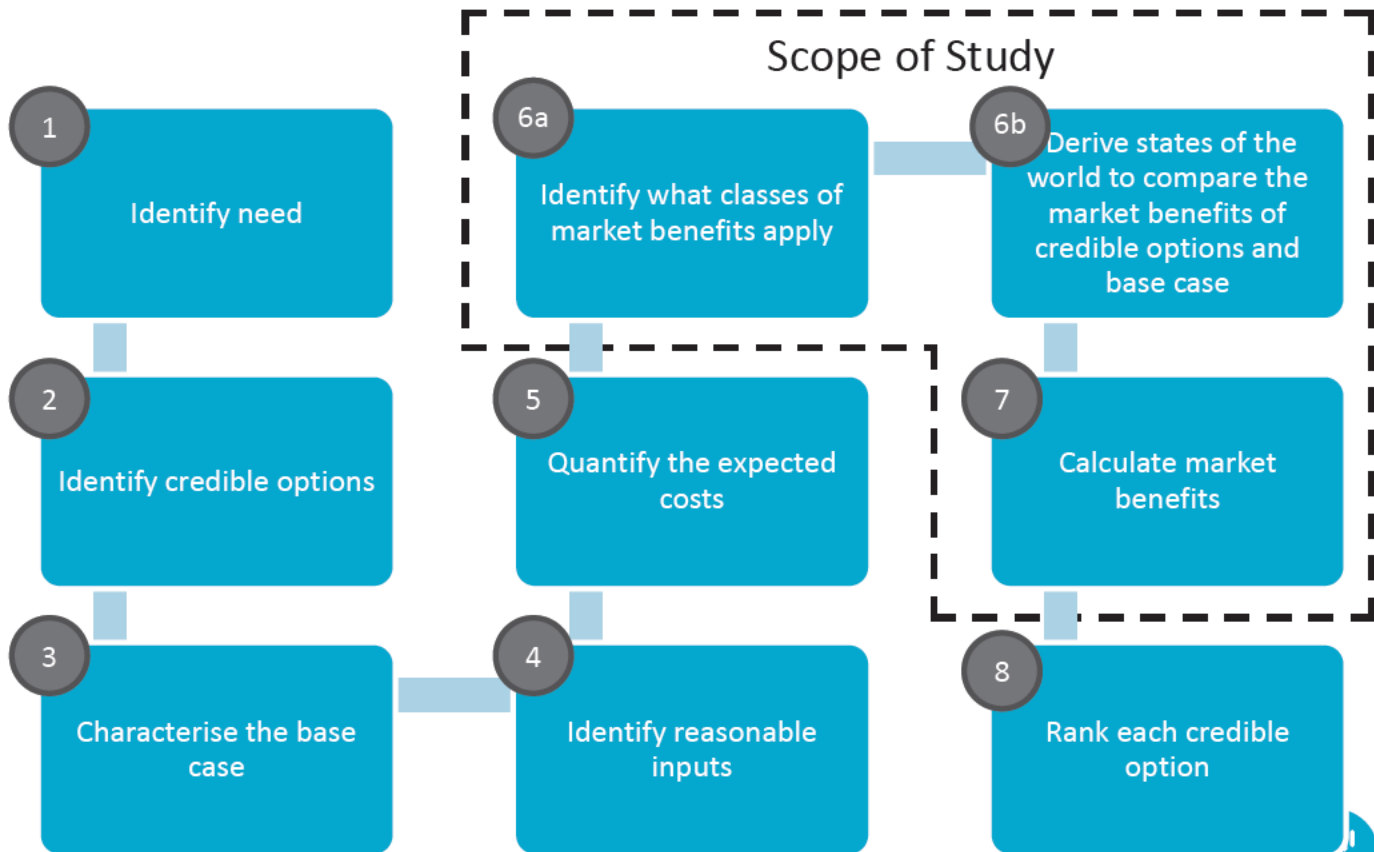 Scope of Study
1
Identify need
2
Identify credible options
3
Characterise the base
case
4
Identify reasonable
inputs
5
Quantify the expected
costs
6a
Identify what classes of
market benefits apply
6b
Derive states of the
world to compare the
market benefits of
credible options and
base case
7
Calculate market
benefits
8
Rank each credible
option